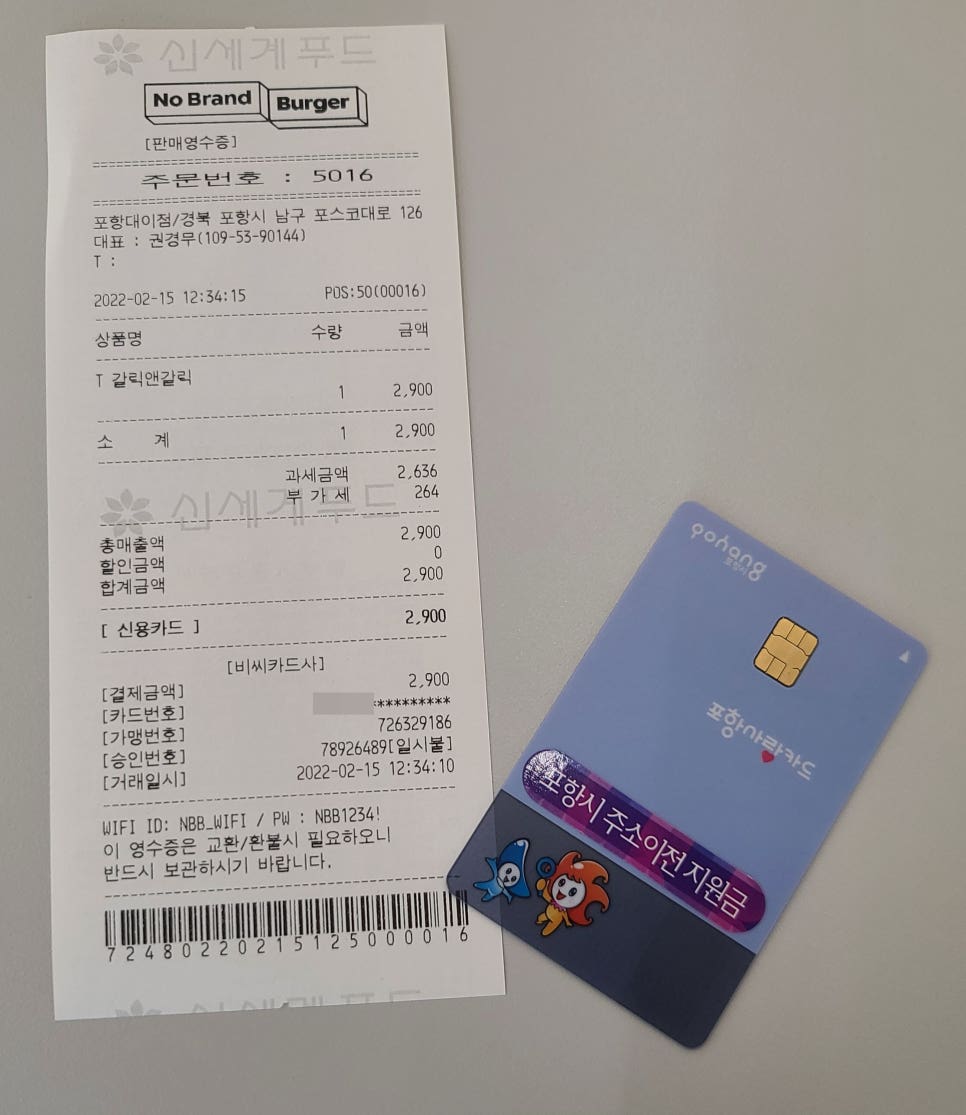 신세계푸드
No Brand Burger
[판매영수증]
주문번호 : 5016
포항대이점/경북 포항시 남구 포스코대로 126
대표 : 권경무(109-53-90144)
T :
2022-02-15 12:34:15 POS:50(00016)
상품명 수량 금액
T 갈릭앤갈릭
1 2,900
소 계 1 2,900
과세금액 2,636
부 가 세 264
신세계푸드
총매출액 2,900
할인금액 0
합계금액 2,900
[ 신용카드 ] 2,900
[비씨카드사]
[결제금액] 2,900
[카드번호] **********
[가맹번호] 726329186
[승인번호] 78926489[일시불]
[거래일시] 2022-02-15 12:34:10
WIFI ID: NBB_WIFI / PW : NBB1234!
이 영수증은 교환/환불시 필요하오니
반드시 보관하시기 바랍니다.
7248022021512500​0016
신세계푸드
포항시
포항사랑카드
포항시 주소이전 지원금